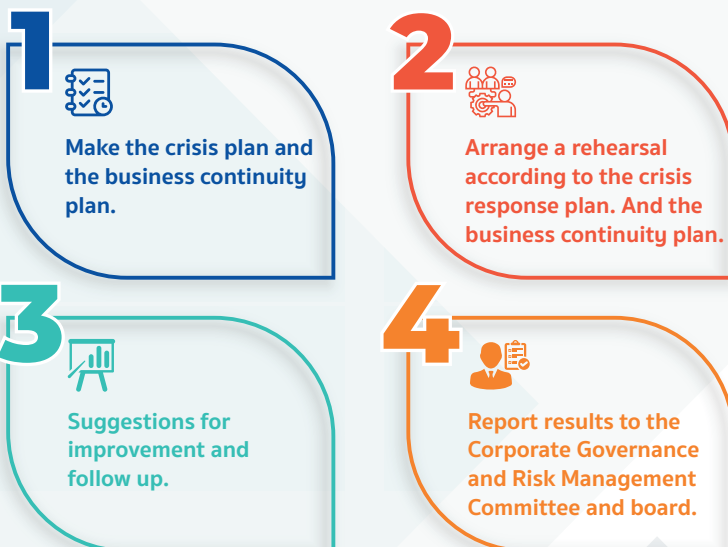 1
Make the crisis plan and
the business continuity
plan.
2
Arrange a rehearsal
according to the crisis
response plan. And the
business continuity plan.
3
Suggestions for
improvement and
follow up.
4
Report results to the
Corporate Governance
and Risk Management
Committee and board.